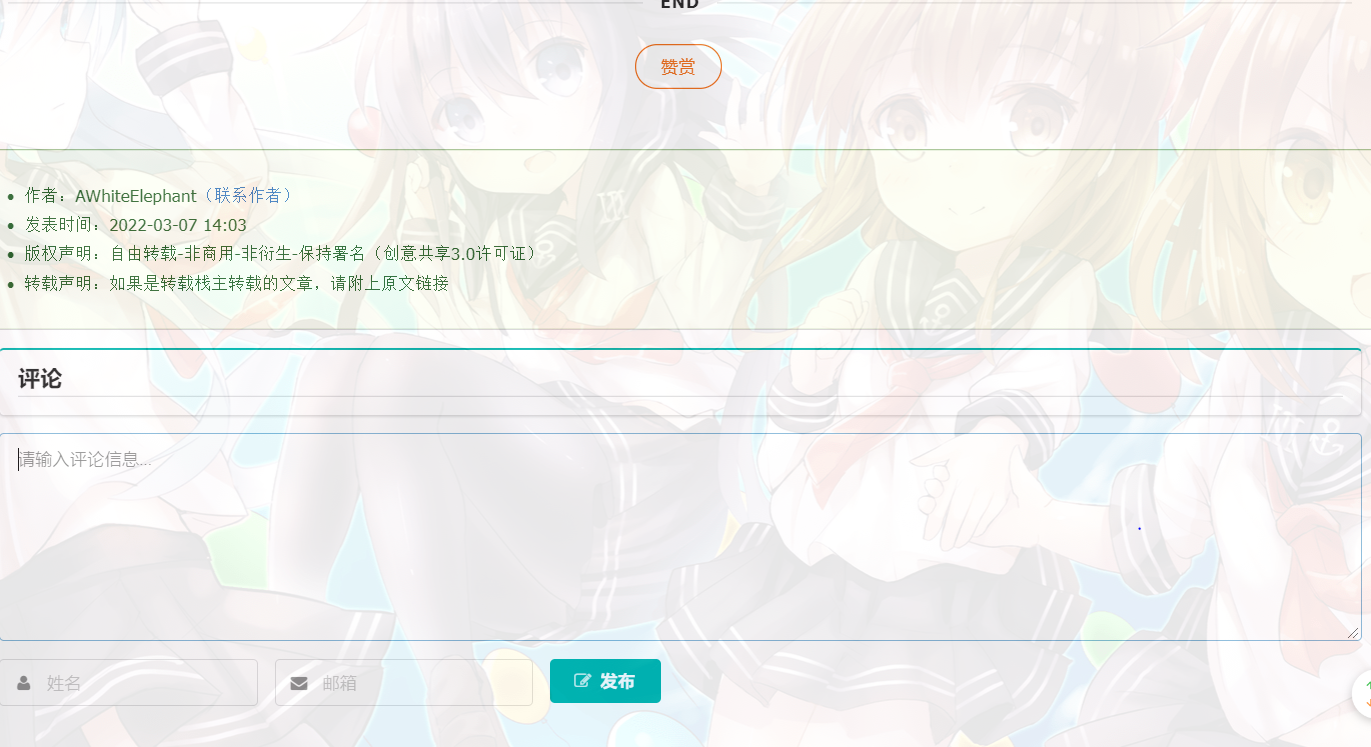 END
赞赏
作者：AWhiteElephant（联系作者）
发表时间：2022-03-07 14:03
版权声明：自由转载-非商用-非衍生-保持署名（创意共享3.0许可证）
转载声明：如果是转载栈主转载的文章，请附上原文链接
评论
请输入评论信息...
姓名
邮箱
发布